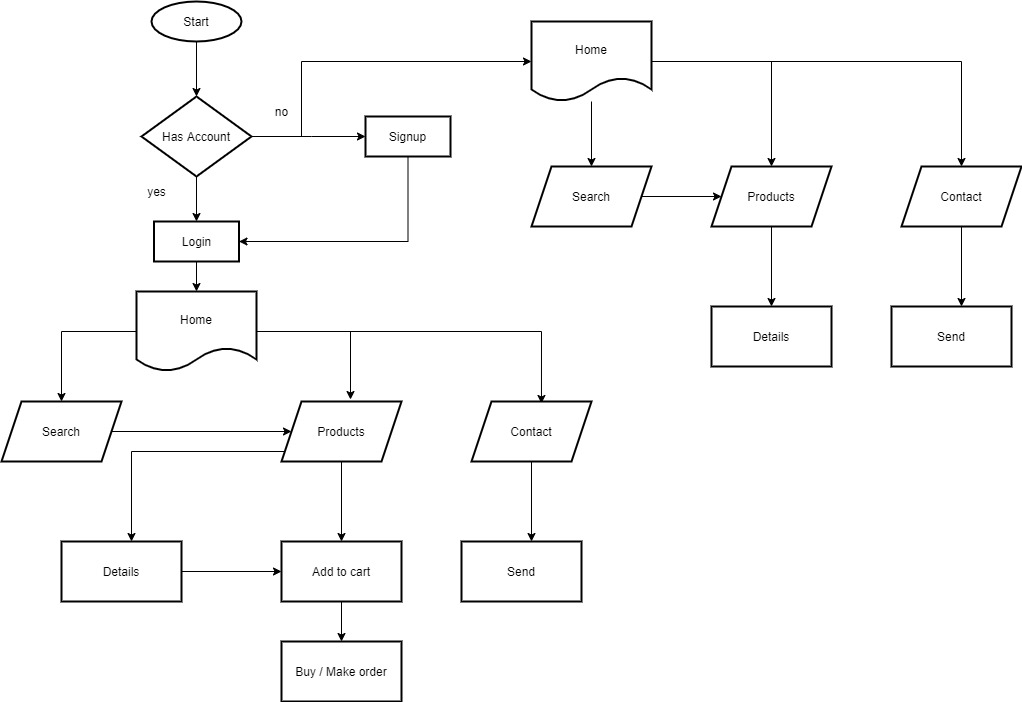 Start
Home
no
Has Account
Signup
yes
Search
Products
Contact
Login
Home
Details
Send
Search
Products
Contact
Details
Add to cart
Send
Buy / Make order